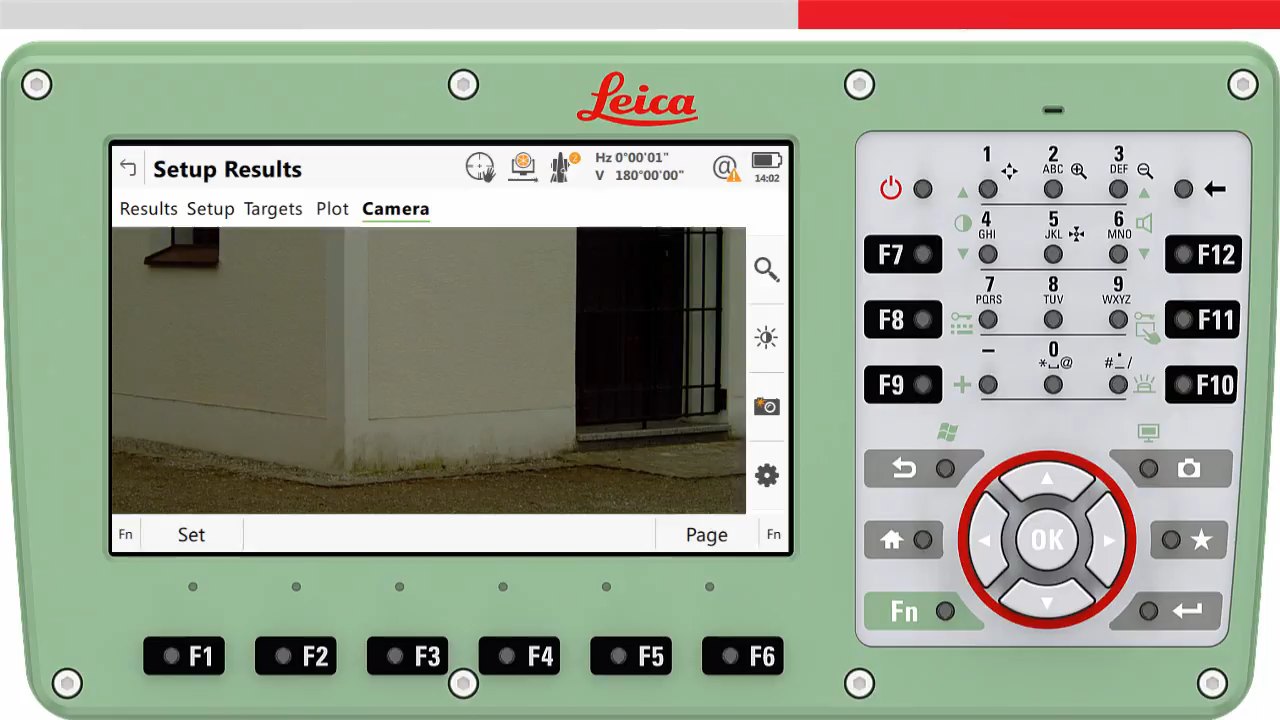 Leica
Setup Results
Hz 0°00'01"
V 180°00'00"
2
@
14:02
Results Setup Targets Plot Camera
Fn Set Page Fn
F1 F2 F3 F4 F5 F6
1 2 ABC 3 DEF
4 GHI 5 JKL 6 MNO
F7 F12
7 PQRS 8 TUV 9 WXYZ
F8 F11
- 0 *⎵@ . #_/
F9 + F10
OK
Fn